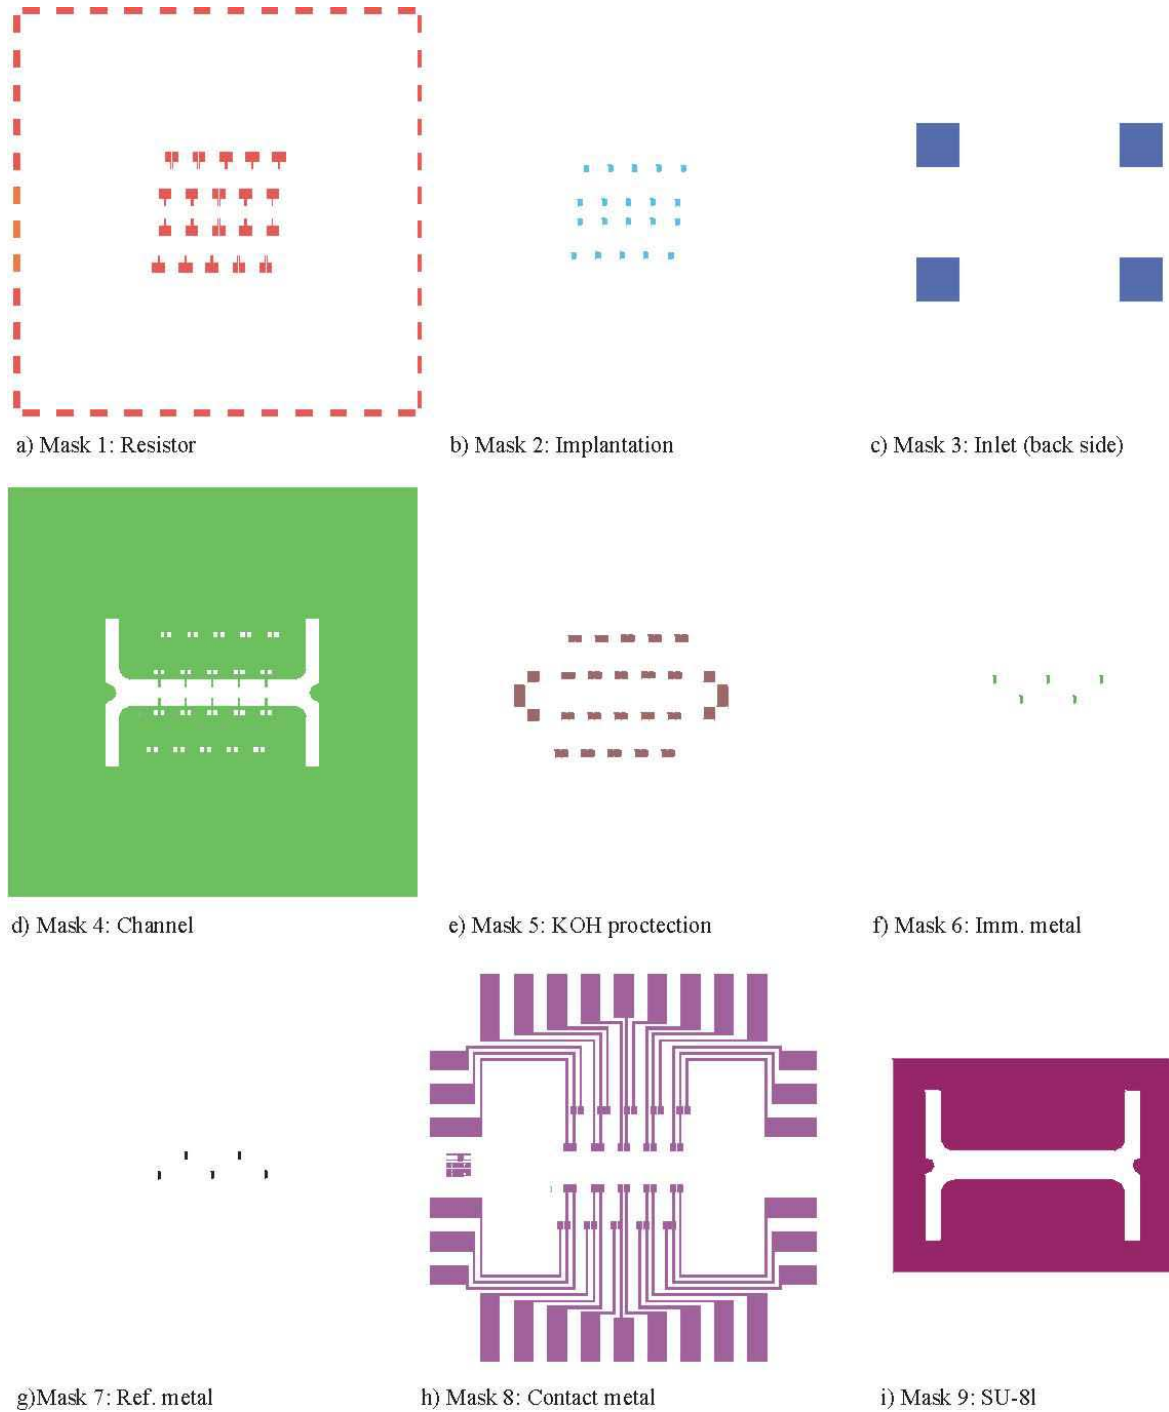 a) Mask 1: Resistor
b) Mask 2: Implantation
c) Mask 3: Inlet (back side)
d) Mask 4: Channel
e) Mask 5: KOH proctection
f) Mask 6: Imm. metal
g)Mask 7: Ref. metal
h) Mask 8: Contact metal
i) Mask 9: SU-8l